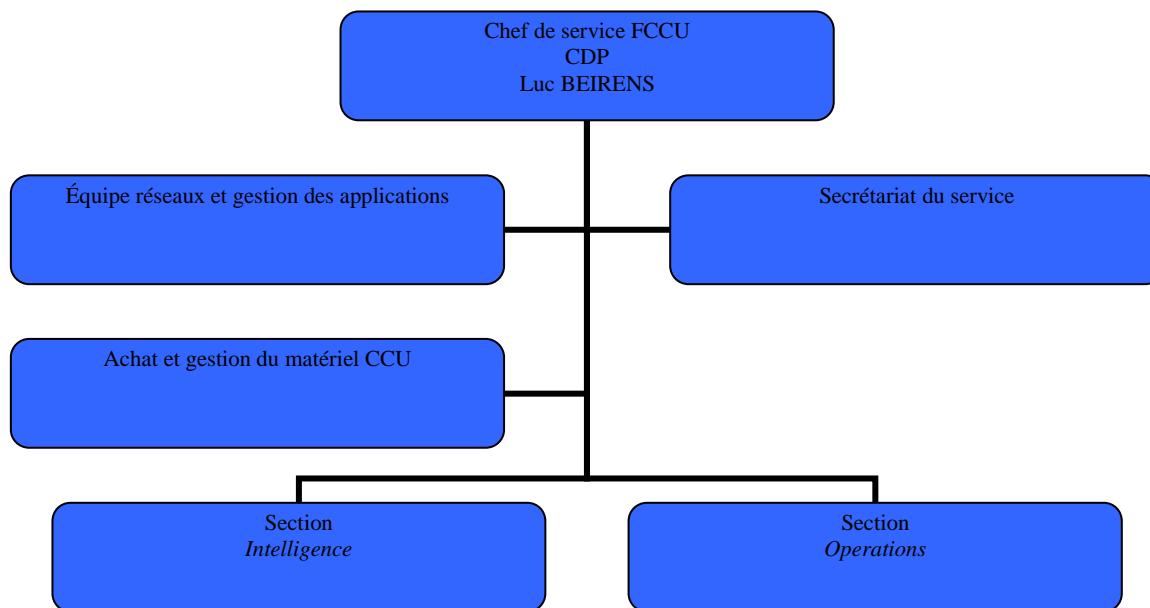 Chef de service FCCU
CDP
Luc BEIRENS
Équipe réseaux et gestion des applications
Secrétariat du service
Achat et gestion du matériel CCU
Section
Intelligence
Section
Operations